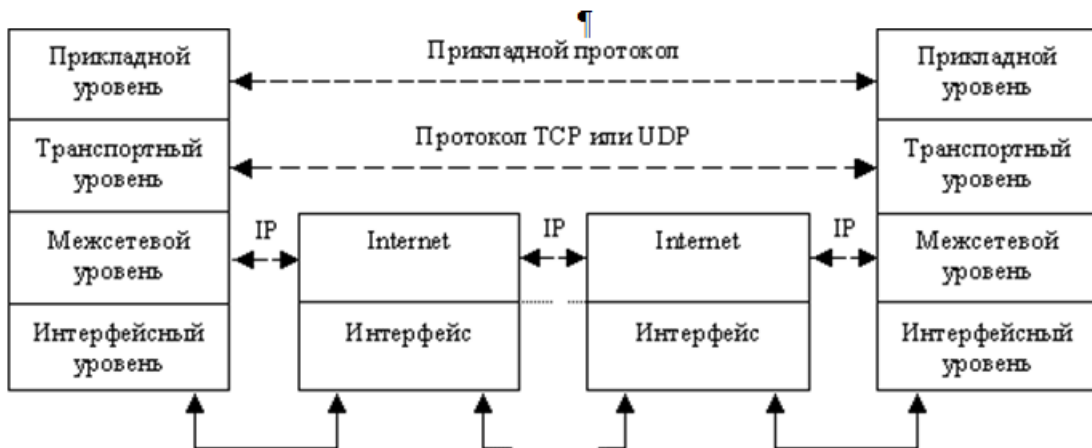 ¶
Прикладной протокол
Прикладной
уровень
Прикладной
уровень
Протокол TCP или UDP
Транспортный
уровень
Транспортный
уровень
Межсетевой
уровень
IP
Internet
IP
Internet
IP
Межсетевой
уровень
Интерфейсный
уровень
Интерфейс
Интерфейс
Интерфейсный
уровень